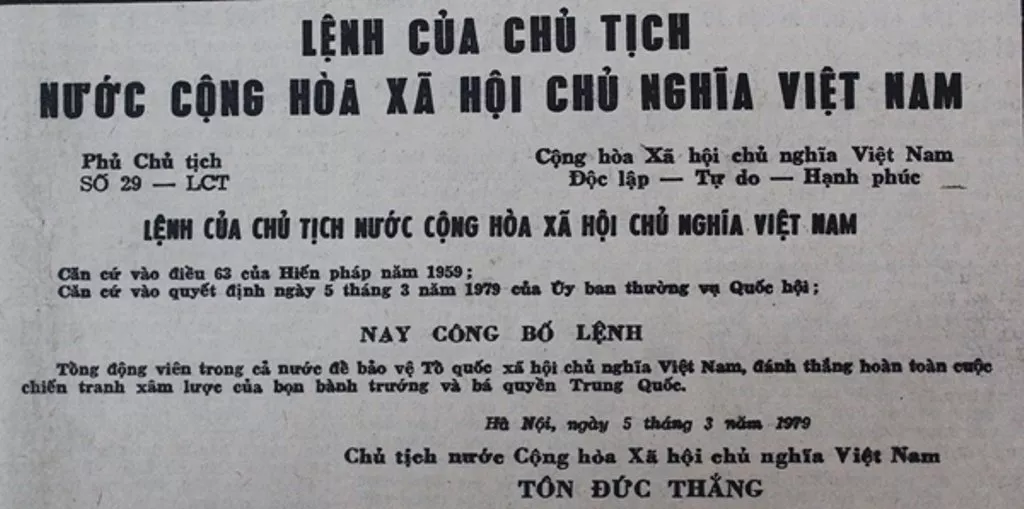 LỆNH CỦA CHỦ TỊCH
NƯỚC CỘNG HÒA XÃ HỘI CHỦ NGHĨA VIỆT NAM
Phủ Chủ tịch
SỐ 29 — LCT
Cộng hòa Xã hội chủ nghĩa Việt Nam
Độc lập — Tự do — Hạnh phúc
LỆNH CỦA CHỦ TỊCH NƯỚC CỘNG HÒA XÃ HỘI CHỦ NGHĨA VIỆT NAM
Căn cứ vào điều 63 của Hiến pháp năm 1959;
Căn cứ vào quyết định ngày 5 tháng 3 năm 1979 của Ủy ban thường vụ Quốc hội;
NAY CÔNG BỐ LỆNH
Tổng động viên trong cả nước để bảo vệ Tổ quốc xã hội chủ nghĩa Việt Nam, đánh thắng hoàn toàn cuộc
chiến tranh xâm lược của bọn bành trướng và bá quyền Trung Quốc.
Hà Nội, ngày 5 tháng 3 năm 1979
Chủ tịch nước Cộng hòa Xã hội chủ nghĩa Việt Nam
TÔN ĐỨC THẮNG